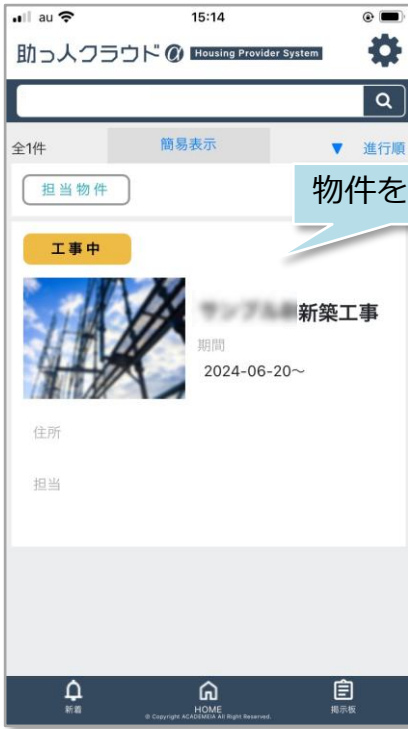 au
15:14
助っ人クラウドα Housing Provider System
全1件
簡易表示
▼ 進行順
担当物件
物件を
工事中
新築工事
期間
2024-06-20～
住所
担当
新着
HOME
掲示板
© Copyright ACADEMEIA All Right Reserved.